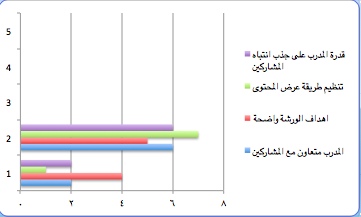 5
4
3
2
1
٠ ٢ ٤ ٦ ٨
قدرة المدرب على جذب انتباه
المشاركين
تنظيم طريقة عرض المحتوى
اهداف الورشة واضحة
المدرب متعاون مع المشاركين